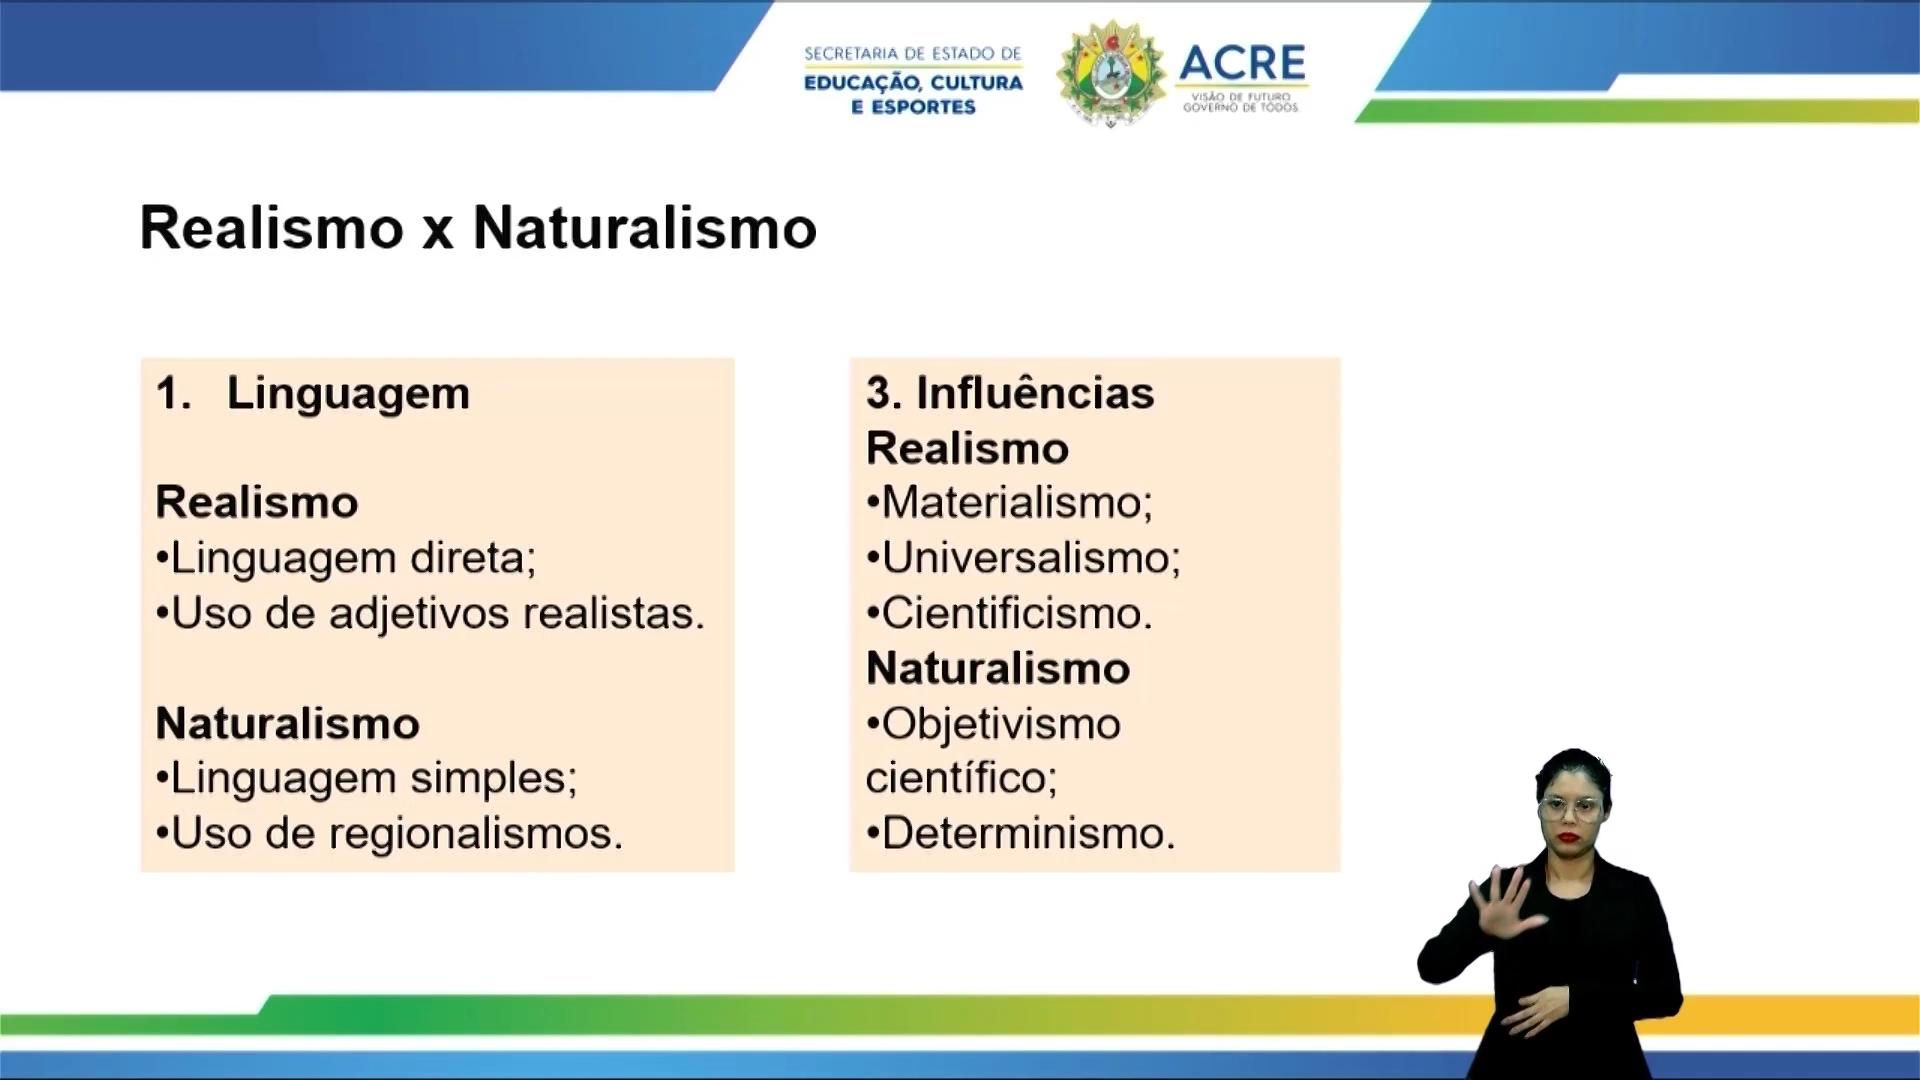 SECRETARIA DE ESTADO DE
EDUCAÇÃO, CULTURA
E ESPORTES
ACRE
VISÃO DE FUTURO
GOVERNO DE TODOS
Realismo x Naturalismo
1. Linguagem
Realismo
•Linguagem direta;
•Uso de adjetivos realistas.
Naturalismo
•Linguagem simples;
•Uso de regionalismos.
3. Influências
Realismo
•Materialismo;
•Universalismo;
•Cientificismo.
Naturalismo
•Objetivismo
científico;
•Determinismo.